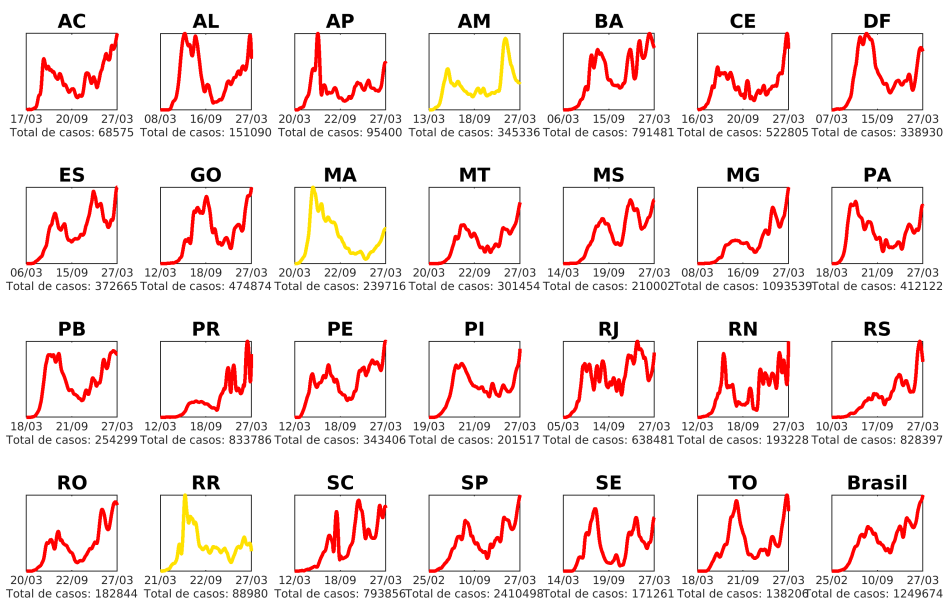 AC AL AP AM BA CE DF
17/03 20/09 27/03 08/03 16/09 27/03 20/03 22/09 27/03 13/03 18/09 27/03 06/03 15/09 27/03 16/03 20/09 27/03 07/03 15/09 27/03
Total de casos: 68575 Total de casos: 151090 Total de casos: 95400 Total de casos: 345336 Total de casos: 791481 Total de casos: 522805 Total de casos: 338930
ES GO MA MT MS MG PA
06/03 15/09 27/03 12/03 18/09 27/03 20/03 22/09 27/03 20/03 22/09 27/03 14/03 19/09 27/03 08/03 16/09 27/03 18/03 21/09 27/03
Total de casos: 372665 Total de casos: 474874 Total de casos: 239716 Total de casos: 301454 Total de casos: 210002 Total de casos: 1093539 Total de casos: 412122
PB PR PE PI RJ RN RS
18/03 21/09 27/03 12/03 18/09 27/03 12/03 18/09 27/03 19/03 21/09 27/03 05/03 14/09 27/03 12/03 18/09 27/03 10/03 17/09 27/03
Total de casos: 254299 Total de casos: 833786 Total de casos: 343406 Total de casos: 201517 Total de casos: 638481 Total de casos: 193228 Total de casos: 828397
RO RR SC SP SE TO Brasil
20/03 22/09 27/03 21/03 22/09 27/03 12/03 18/09 27/03 25/02 10/09 27/03 14/03 19/09 27/03 18/03 21/09 27/03 25/02 10/09 27/03
Total de casos: 182844 Total de casos: 88980 Total de casos: 793856 Total de casos: 2410498 Total de casos: 171261 Total de casos: 138206 Total de casos: 1249674